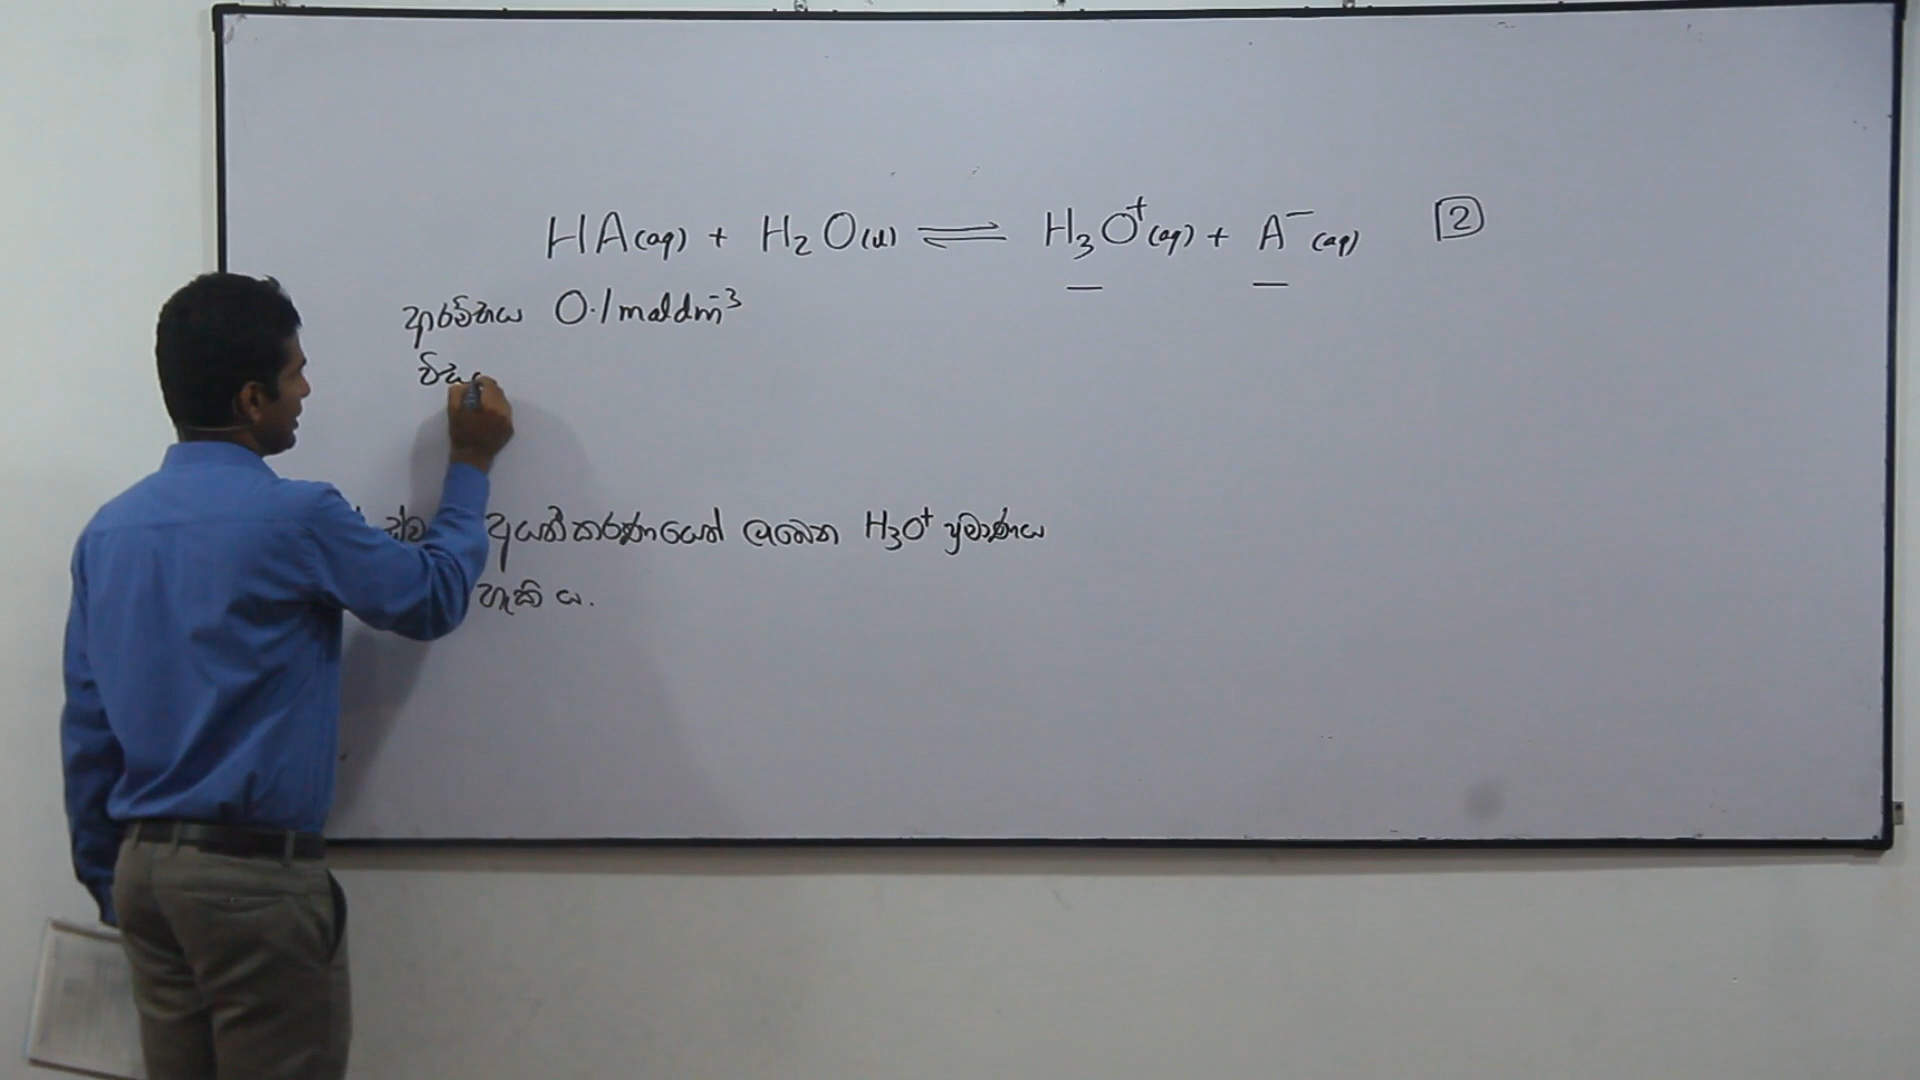 HA(aq) + H₂O(l) ⇌ H₃O⁺(aq) + A⁻(aq) 2
ආරම්භය 0.1 moldm⁻³ — —
අයනීකරණයෙන් ලැබෙන H₃O⁺ ප්‍රමාණය
හැකි ය.